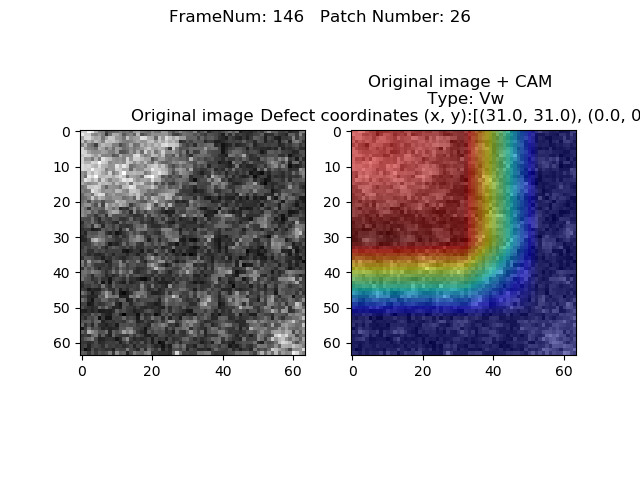 FrameNum: 146   Patch Number: 26
Original image + CAM
Type: Vw
Original image
Defect coordinates (x, y):[(31.0, 31.0), (0.0, 0
0
10
20
30
40
50
60
0 20 40 60
0
10
20
30
40
50
60
0 20 40 60